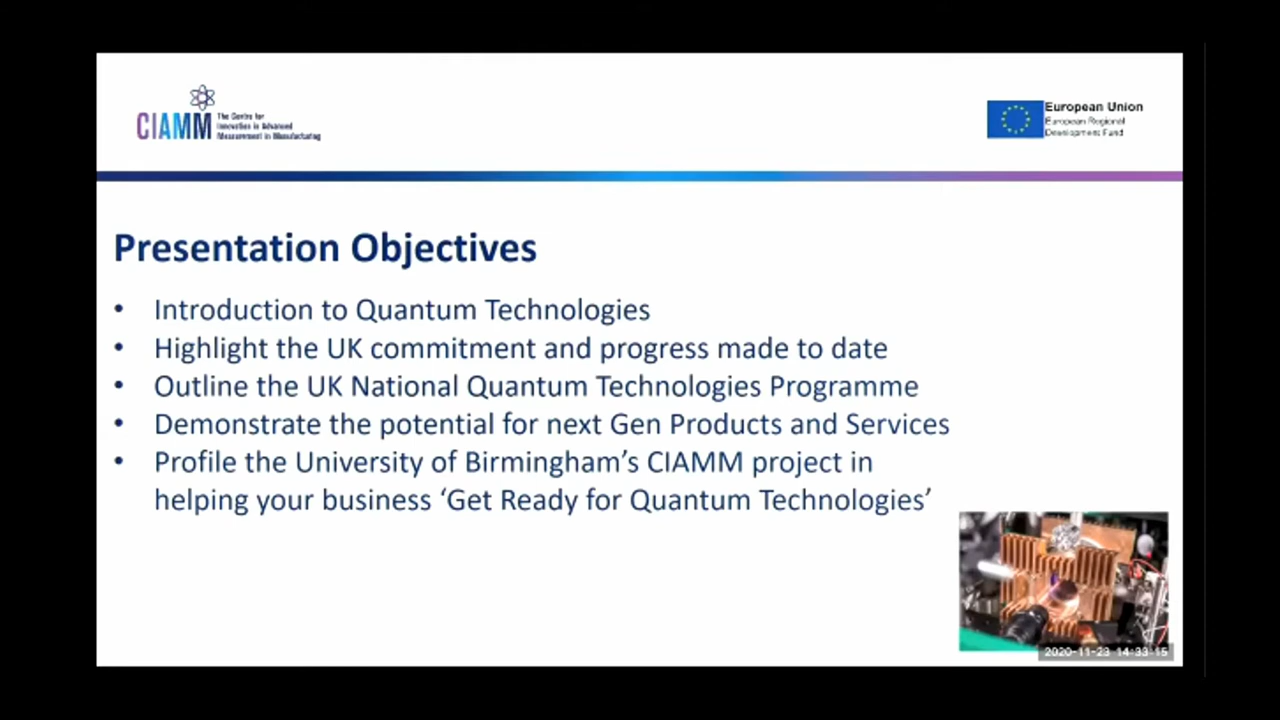 CIAMM
The Centre for
Innovation in Advanced
Measurement in Manufacturing
European Union
European Regional
Development Fund
Presentation Objectives
• Introduction to Quantum Technologies
• Highlight the UK commitment and progress made to date
• Outline the UK National Quantum Technologies Programme
• Demonstrate the potential for next Gen Products and Services
• Profile the University of Birmingham’s CIAMM project in
helping your business ‘Get Ready for Quantum Technologies’
2020-11-23 14:33:15